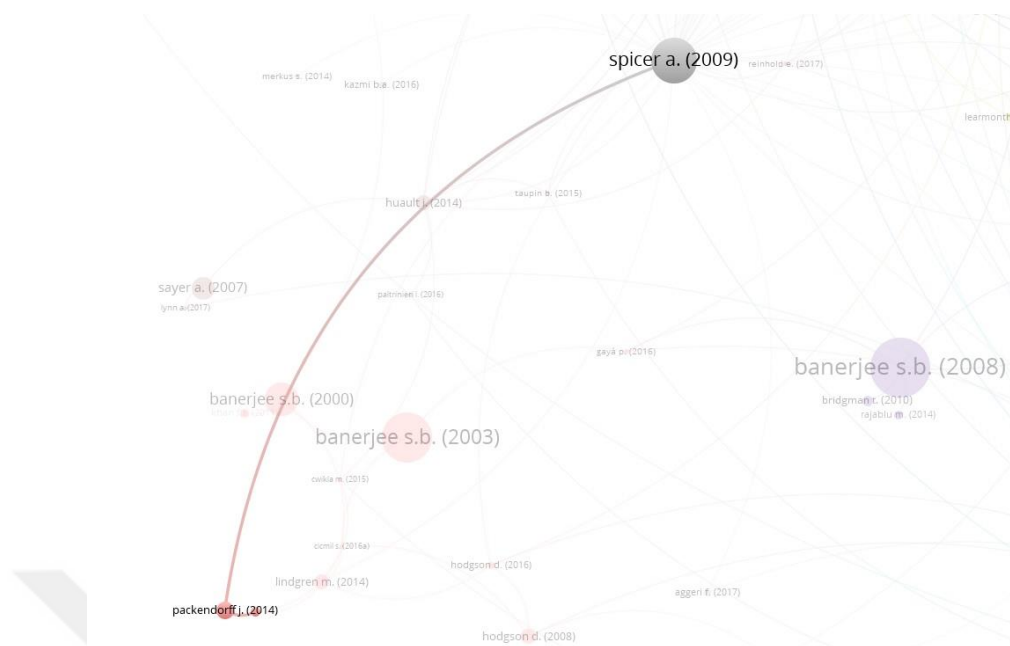 spicer a. (2009)
reinhold e. (2017)
merkus s. (2014)
kazmi b.a. (2016)
learmonth
taupin b. (2015)
huault i. (2014)
sayer a. (2007)
paltrinieri l. (2016)
lynn a. (2017)
gayá p. (2016)
banerjee s.b. (2008)
banerjee s.b. (2000)
bridgman t. (2010)
rajablu m. (2014)
banerjee s.b. (2003)
cwikla m. (2015)
cicmil s. (2016a)
hodgson d. (2016)
lindgren m. (2014)
aggeri f. (2017)
packendorff j. (2014)
hodgson d. (2008)